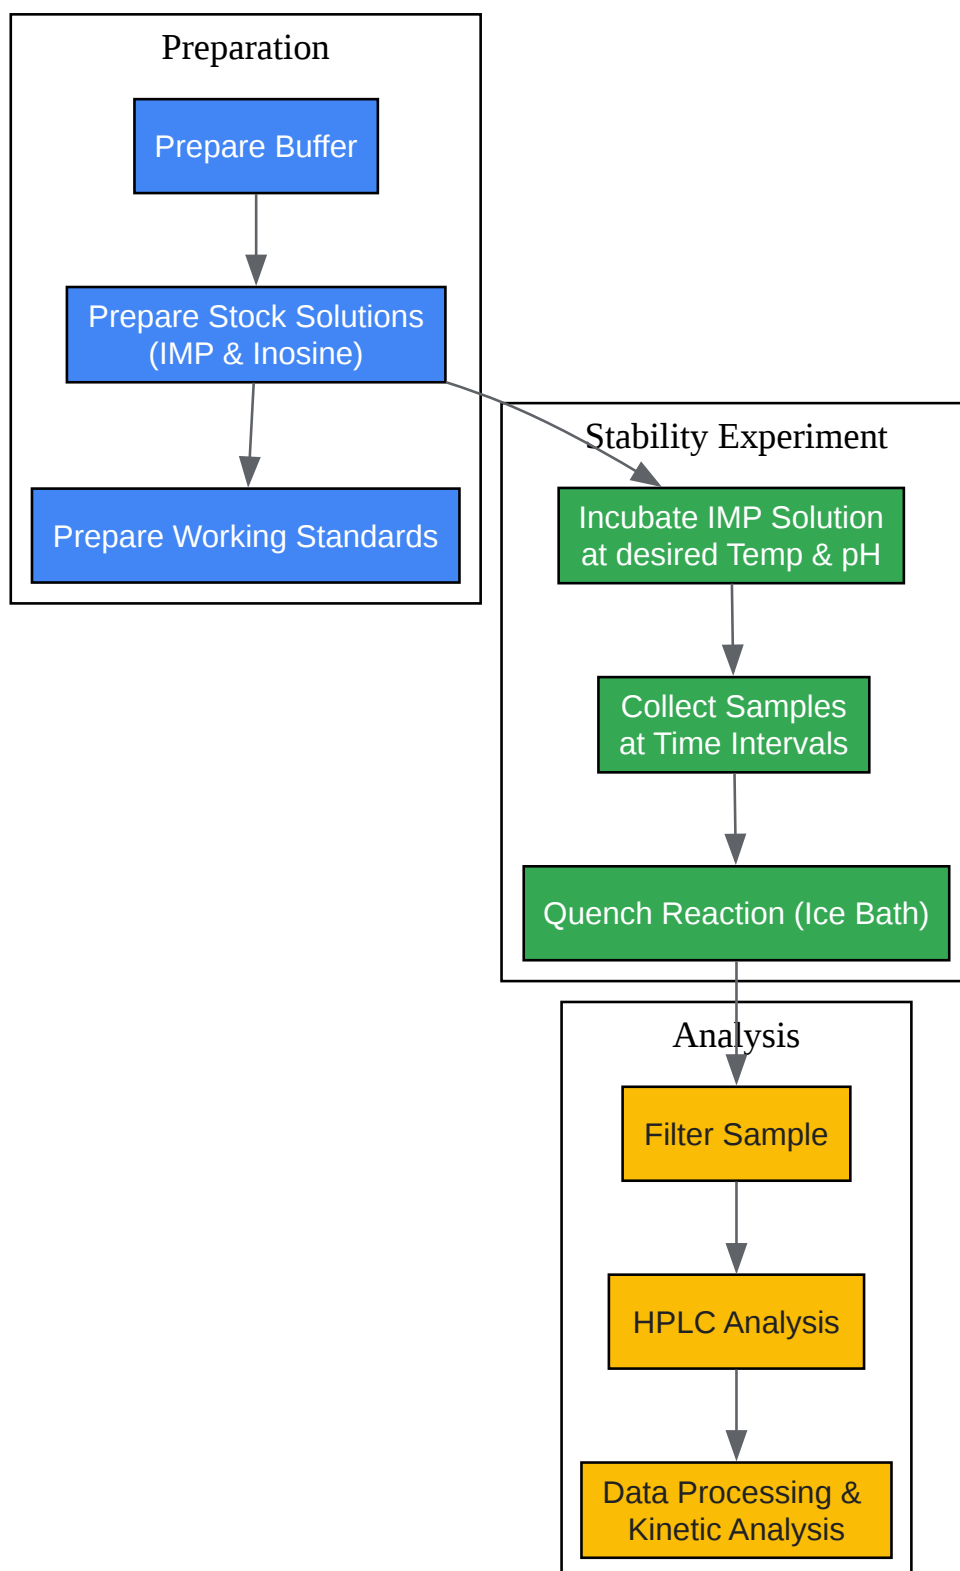 Preparation
Prepare Buffer
Prepare Stock Solutions
(IMP & Inosine)
Prepare Working Standards
Stability Experiment
Incubate IMP Solution
at desired Temp & pH
Collect Samples
at Time Intervals
Quench Reaction (Ice Bath)
Analysis
Filter Sample
HPLC Analysis
Data Processing &
Kinetic Analysis